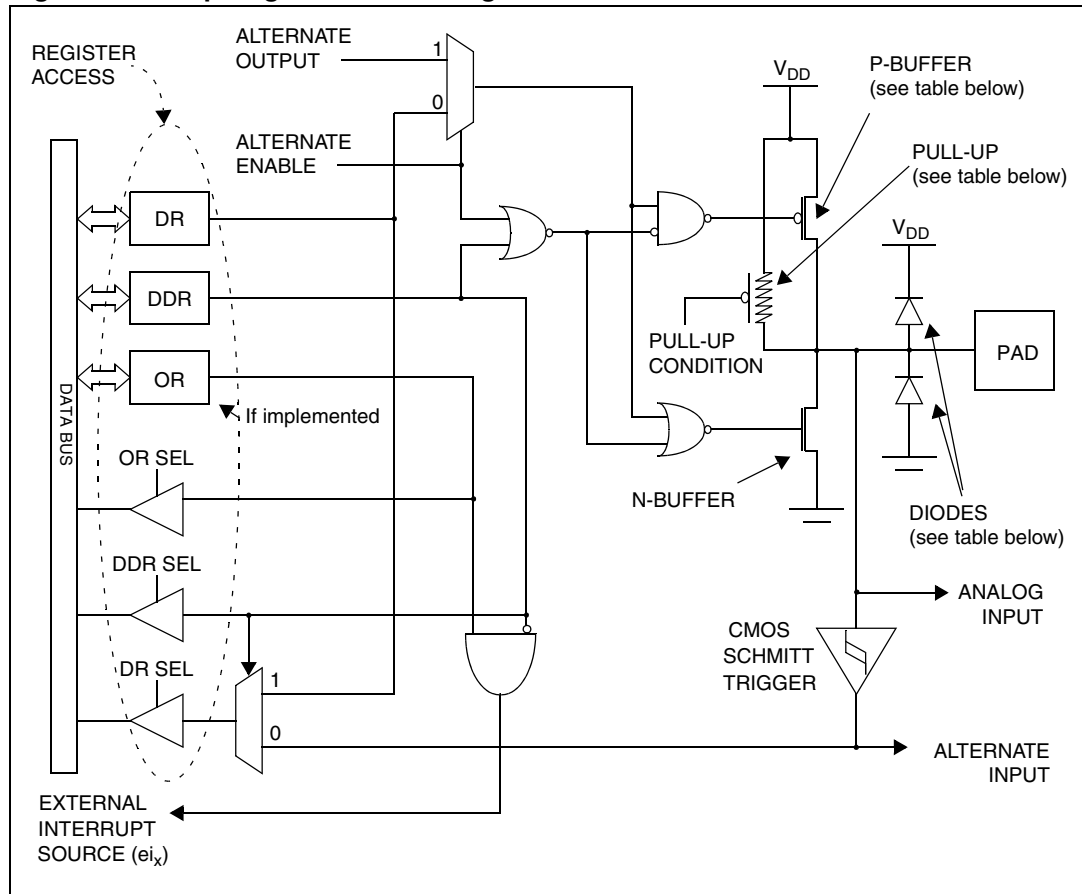 REGISTER
ACCESS
ALTERNATE
OUTPUT
1
0
ALTERNATE
ENABLE
VDD
P-BUFFER
(see table below)
PULL-UP
(see table below)
DR
DDR
OR
If implemented
DATA BUS
PULL-UP
CONDITION
VDD
PAD
N-BUFFER
DIODES
(see table below)
OR SEL
DDR SEL
DR SEL
1
0
ANALOG
INPUT
CMOS
SCHMITT
TRIGGER
ALTERNATE
INPUT
EXTERNAL
INTERRUPT
SOURCE (eix)